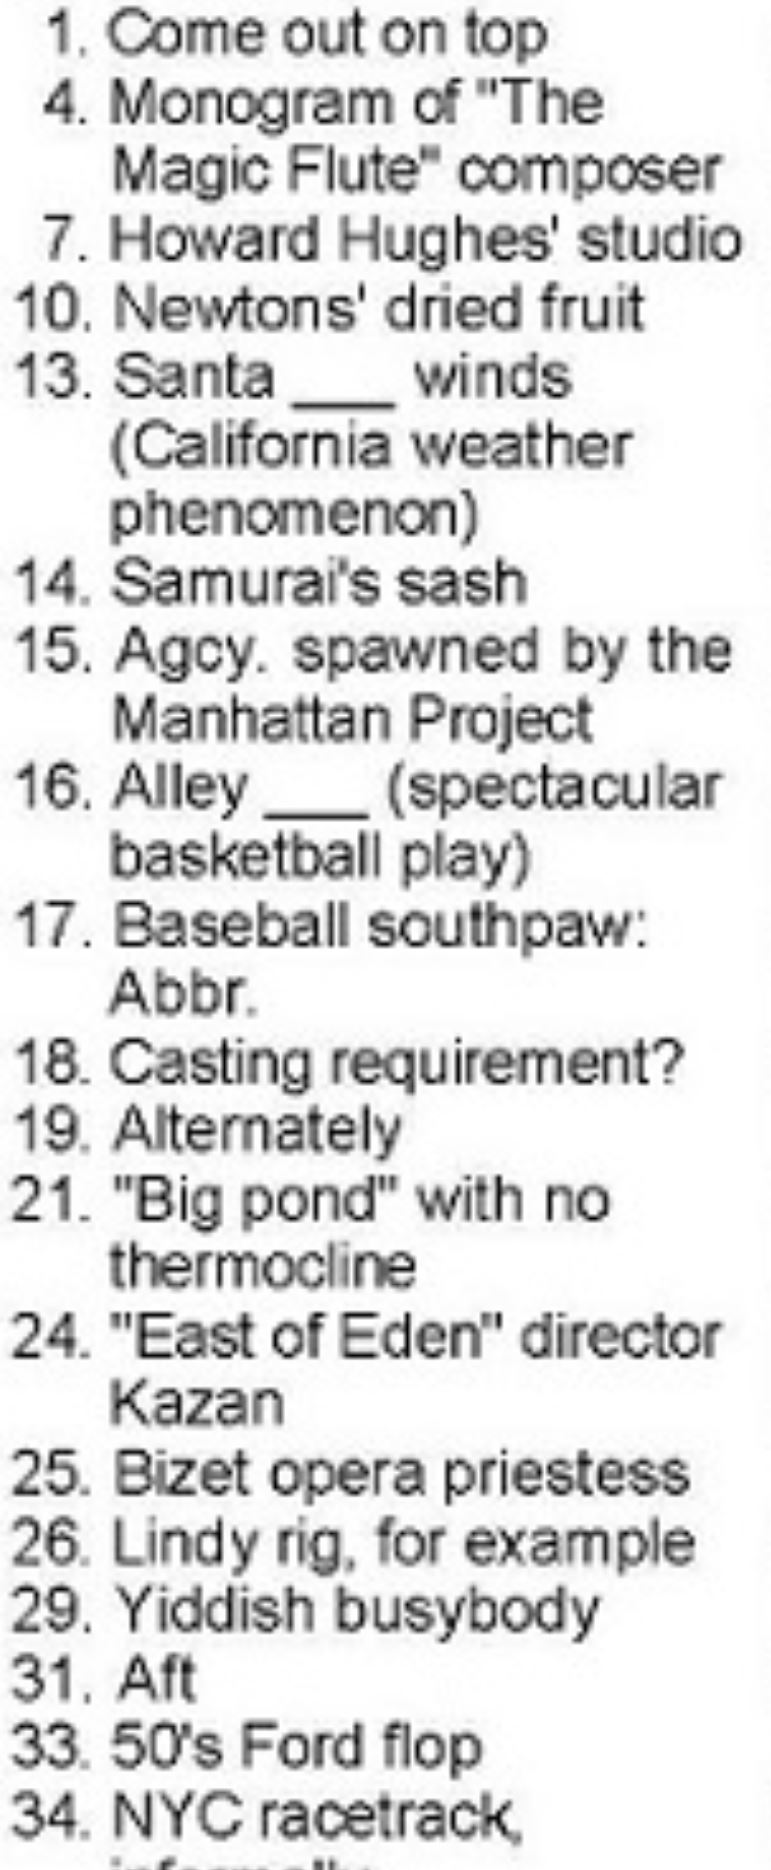 1. Come out on top
4. Monogram of "The
Magic Flute" composer
7. Howard Hughes' studio
10. Newtons' dried fruit
13. Santa ___ winds
(California weather
phenomenon)
14. Samurai's sash
15. Agcy. spawned by the
Manhattan Project
16. Alley ___ (spectacular
basketball play)
17. Baseball southpaw:
Abbr.
18. Casting requirement?
19. Alternately
21. "Big pond" with no
thermocline
24. "East of Eden" director
Kazan
25. Bizet opera priestess
26. Lindy rig, for example
29. Yiddish busybody
31. Aft
33. 50's Ford flop
34. NYC racetrack,
informally